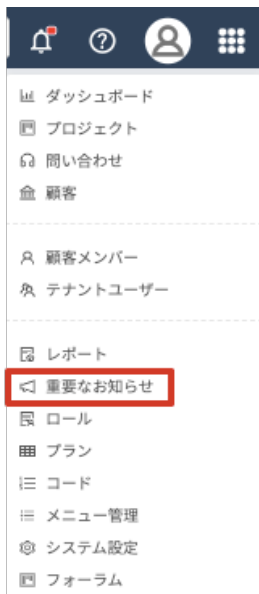 ダッシュボード
プロジェクト
問い合わせ
顧客
顧客メンバー
テナントユーザー
レポート
重要なお知らせ
ロール
プラン
コード
メニュー管理
システム設定
フォーラム